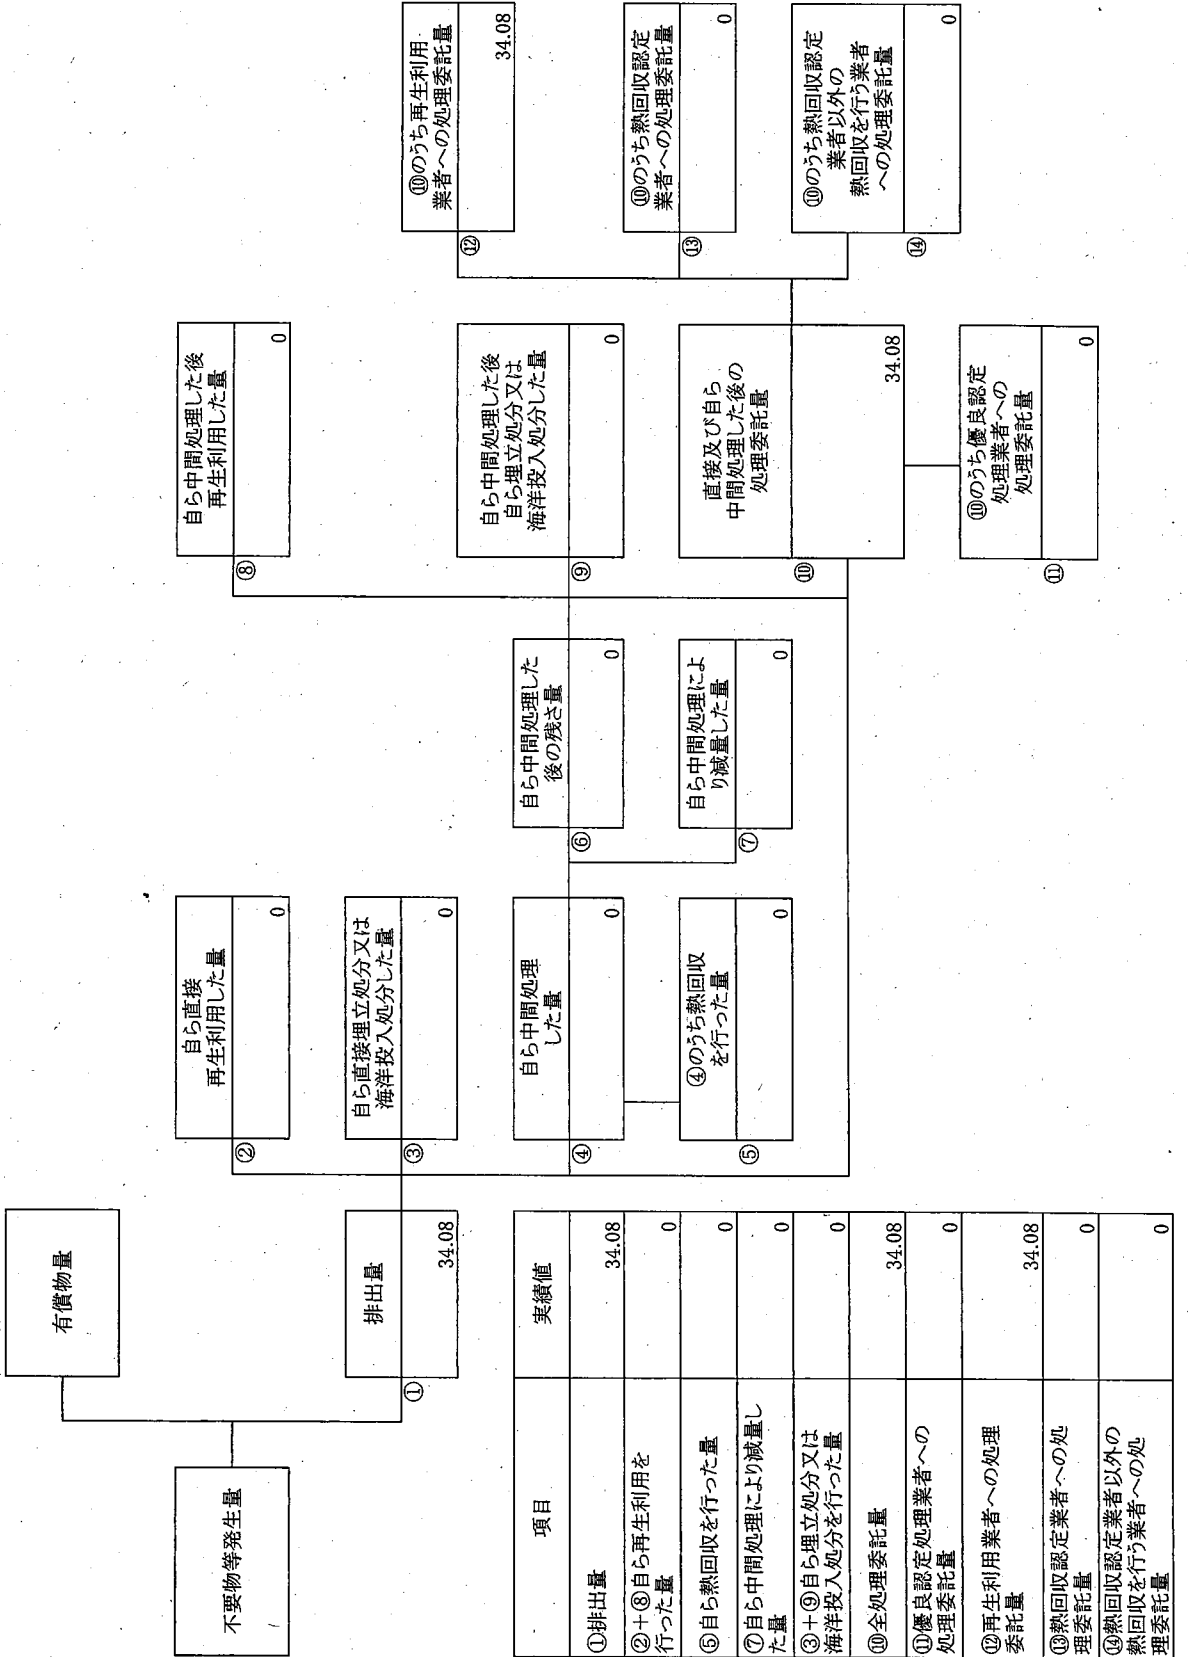 不要物等発生量
有償物量
①
排出量
34.08
②
自ら直接
再生利用した量
0
③
自ら直接埋立処分又は
海洋投入処分した量
0
④
自ら中間処理
した量
0
⑤
④のうち熱回収
を行った量
0
⑥
自ら中間処理した
後の残さ量
0
⑦
自ら中間処理によ
り減量した量
0
⑧
自ら中間処理した後
再生利用した量
0
⑨
自ら中間処理した後
自ら埋立処分又は
海洋投入処分した量
0
⑩
直接及び自ら
中間処理した後の
処理委託量
34.08
⑪
⑩のうち優良認定
処理業者への
処理委託量
0
⑫
⑩のうち再生利用
業者への処理委託量
34.08
⑬
⑩のうち熱回収認定
業者への処理委託量
0
⑭
⑩のうち熱回収認定
業者以外の
熱回収を行う業者
への処理委託量
0
項目 実績値
①排出量 34.08
②+⑧自ら再生利用を
行った量 0
⑤自ら熱回収を行った量 0
⑦自ら中間処理により減量し
た量 0
③+⑨自ら埋立処分又は
海洋投入処分を行った量 0
⑩全処理委託量 34.08
⑪優良認定処理業者への
処理委託量 0
⑫再生利用業者への処理
委託量 34.08
⑬熱回収認定業者への処
理委託量 0
⑭熱回収認定業者以外の
熱回収を行う業者への処
理委託量 0